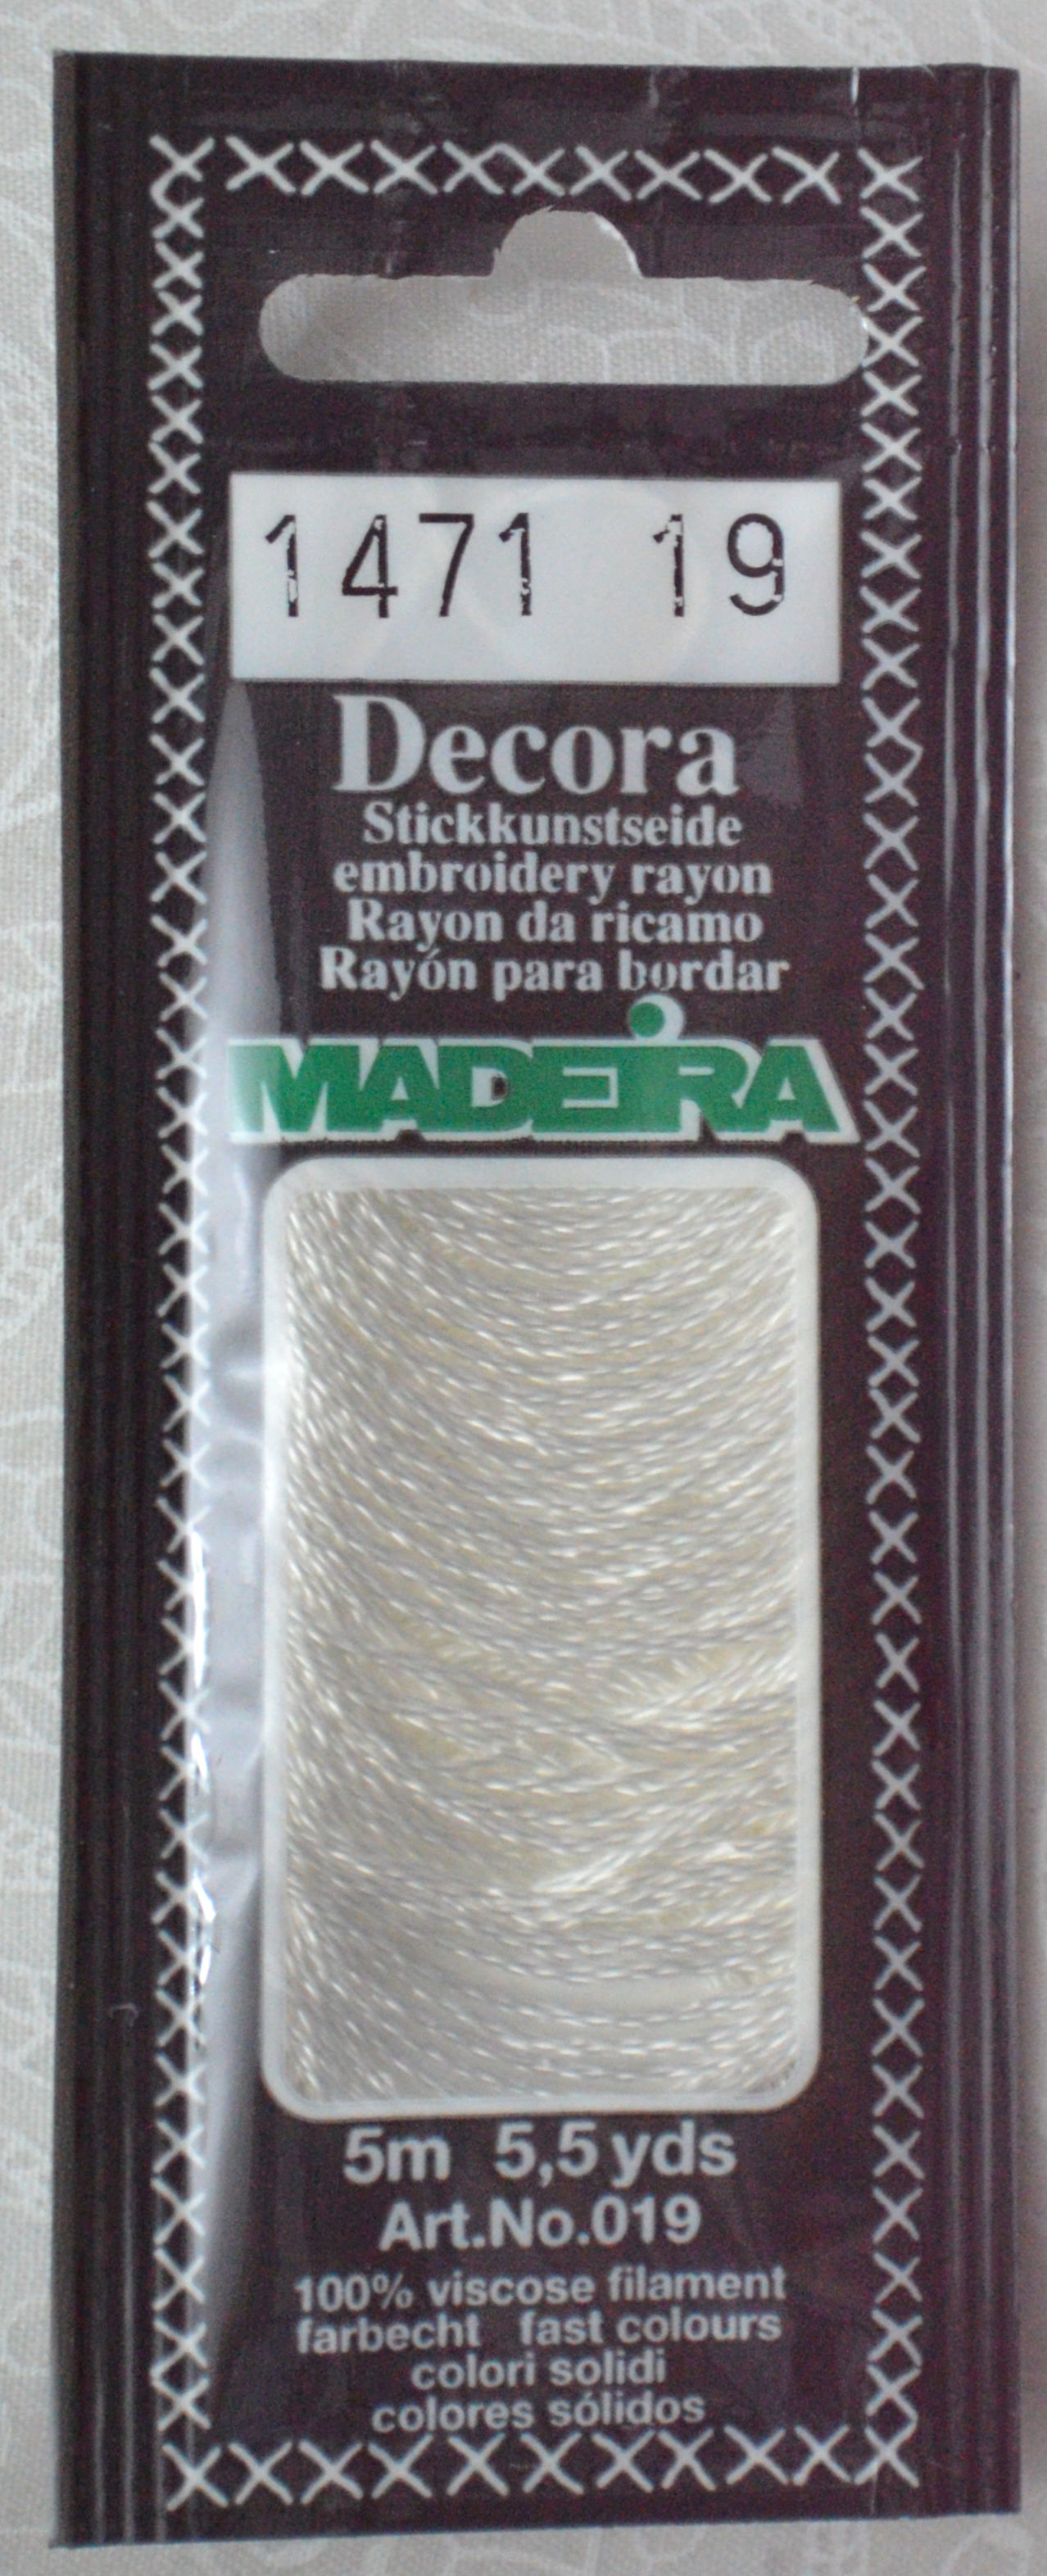 1471 19
Decora
Stickkunstseide
embroidery rayon
Rayon da ricamo
Rayón para bordar
MADEIRA
5m 5,5 yds
Art.No.019
100% viscose filament
farbecht fast colours
colori solidi
colores sólidos